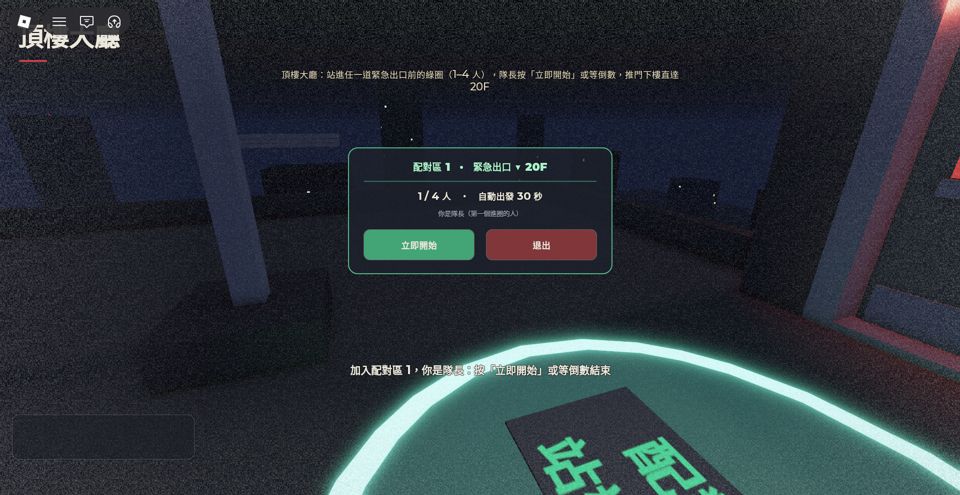 頂樓大廳
頂樓大廳：站進任一道緊急出口前的綠圈（1–4 人），隊長按「立即開始」或等倒數，推門下樓直達
20F
配對區 1 • 緊急出口 ▼ 20F
1 / 4 人 • 自動出發 30 秒
你是隊長（第一個進圈的人）
立即開始
退出
加入配對區 1，你是隊長：按「立即開始」或等倒數結束
配
站